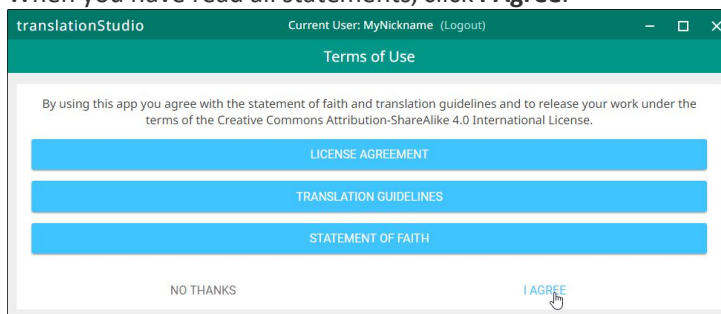 When you have read all statements, click I Agree.
translationStudio Current User: MyNickname (Logout)
Terms of Use
By using this app you agree with the statement of faith and translation guidelines and to release your work under the
terms of the Creative Commons Attribution-ShareAlike 4.0 International License.
LICENSE AGREEMENT
TRANSLATION GUIDELINES
STATEMENT OF FAITH
NO THANKS I AGREE